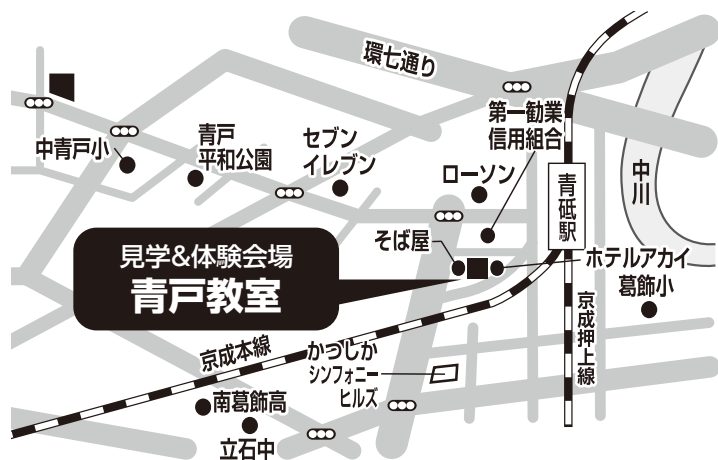 環七通り
第一勧業
信用組合
中青戸小
青戸
平和公園
セブン
イレブン
ローソン
青砥駅
中川
そば屋
ホテルアカイ
葛飾小
見学&体験会場
青戸教室
京成本線
京成押上線
かつしか
シンフォニー
ヒルズ
南葛飾高
立石中